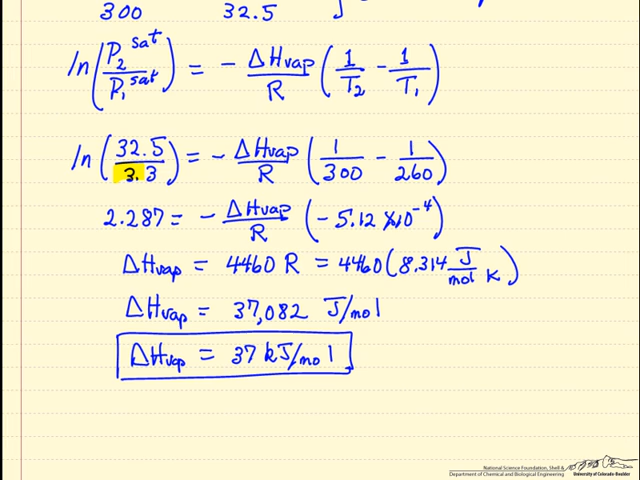 300 32.5
ln(P₂ˢᵃᵗ/P₁ˢᵃᵗ) = - ΔHvap/R (1/T₂ - 1/T₁)
ln(32.5/3.3) = - ΔHvap/R (1/300 - 1/260)
2.287 = - ΔHvap/R (-5.12 x10⁻⁴)
ΔHvap = 4460 R = 4460(8.314 J/mol K)
ΔHvap = 37,082 J/mol
ΔHvap = 37 kJ/mol
National Science Foundation, Shell &
Department of Chemical and Biological Engineering
University of Colorado-Boulder